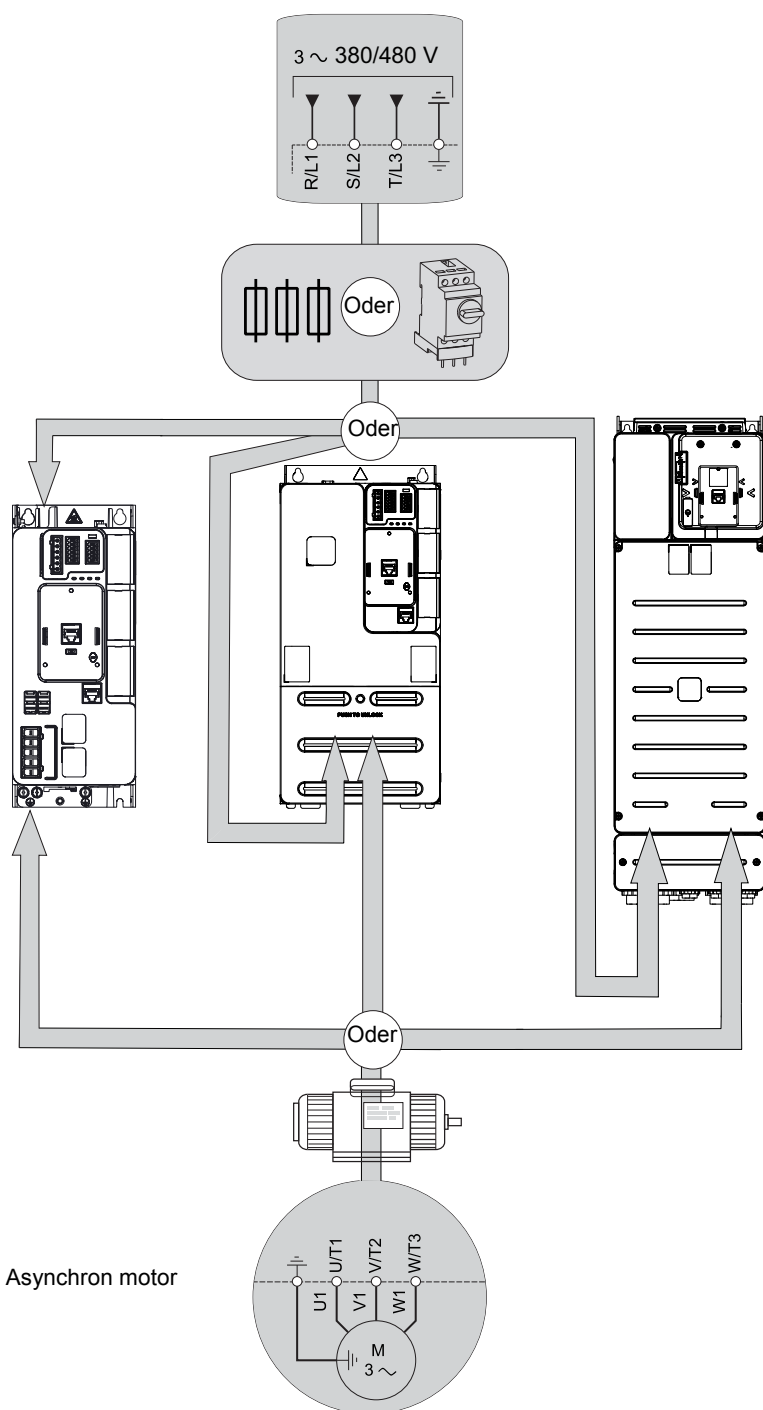 3 ~ 380/480 V
R/L1
S/L2
T/L3
Oder
Oder
PUSH TO UNLOCK
Oder
Asynchron motor
U/T1
V/T2
W/T3
U1
V1
W1
M
3 ~